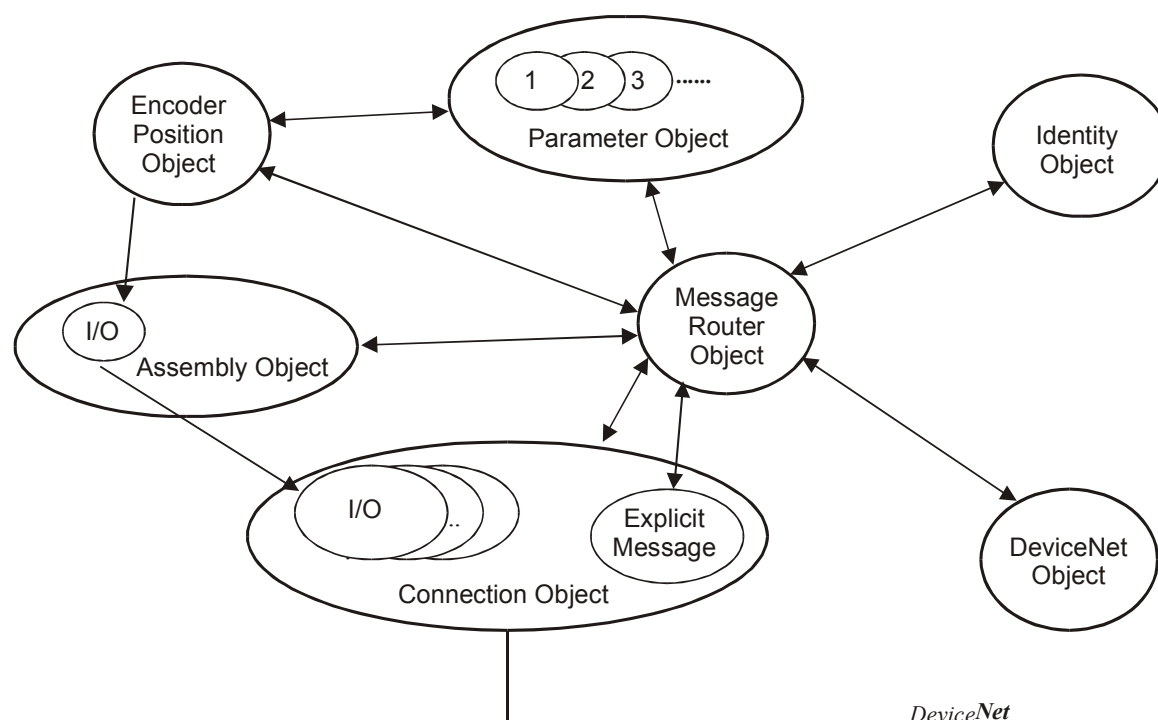 1 2 3 ......
Parameter Object
Encoder
Position
Object
Identity
Object
Message
Router
Object
I/O
Assembly Object
I/O
..
Explicit
Message
Connection Object
DeviceNet
Object
DeviceNet